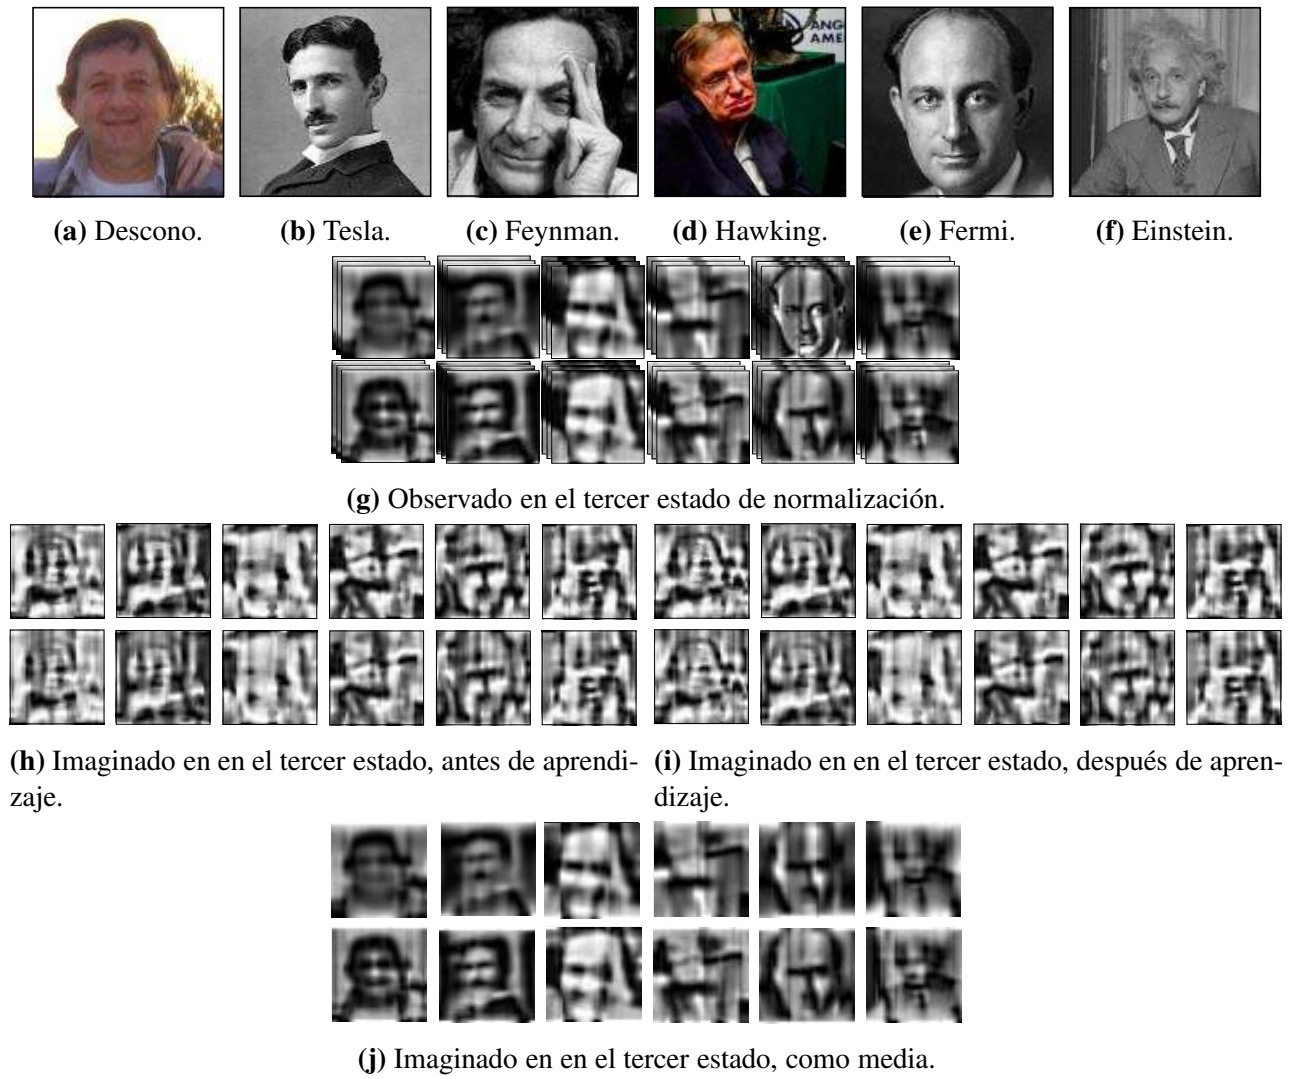 ANG
AME
(a) Descono.
(b) Tesla.
(c) Feynman.
(d) Hawking.
(e) Fermi.
(f) Einstein.
(g) Observado en el tercer estado de normalización.
(h) Imaginado en en el tercer estado, antes de aprendi-
zaje.
(i) Imaginado en en el tercer estado, después de apren-
dizaje.
(j) Imaginado en en el tercer estado, como media.